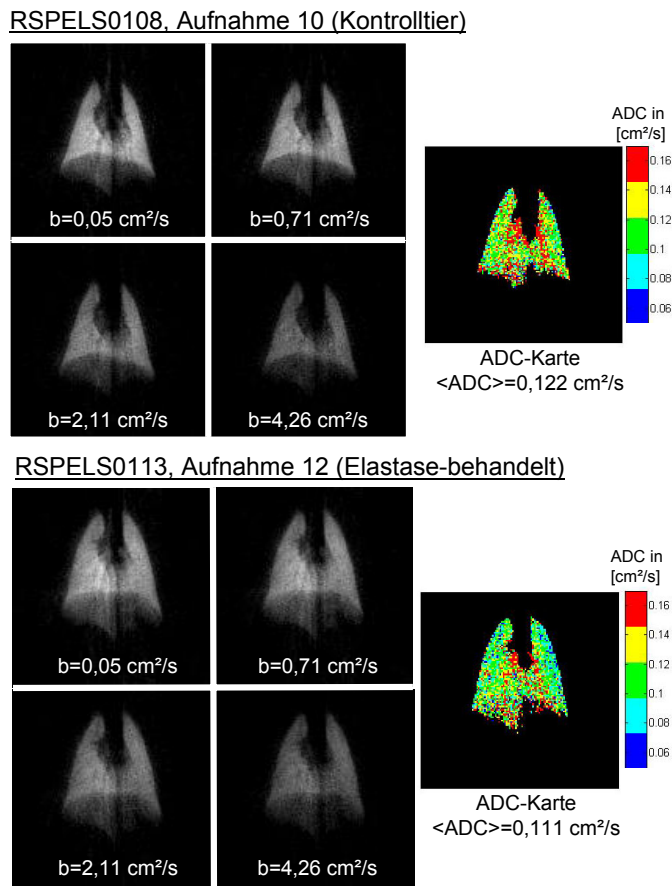 RSPELS0108, Aufnahme 10 (Kontrolltier)
b=0,05 cm²/s
b=0,71 cm²/s
b=2,11 cm²/s
b=4,26 cm²/s
ADC in
[cm²/s]
0.16
0.14
0.12
0.1
0.08
0.06
ADC-Karte
<ADC>=0,122 cm²/s
RSPELS0113, Aufnahme 12 (Elastase-behandelt)
b=0,05 cm²/s
b=0,71 cm²/s
b=2,11 cm²/s
b=4,26 cm²/s
ADC in
[cm²/s]
0.16
0.14
0.12
0.1
0.08
0.06
ADC-Karte
<ADC>=0,111 cm²/s